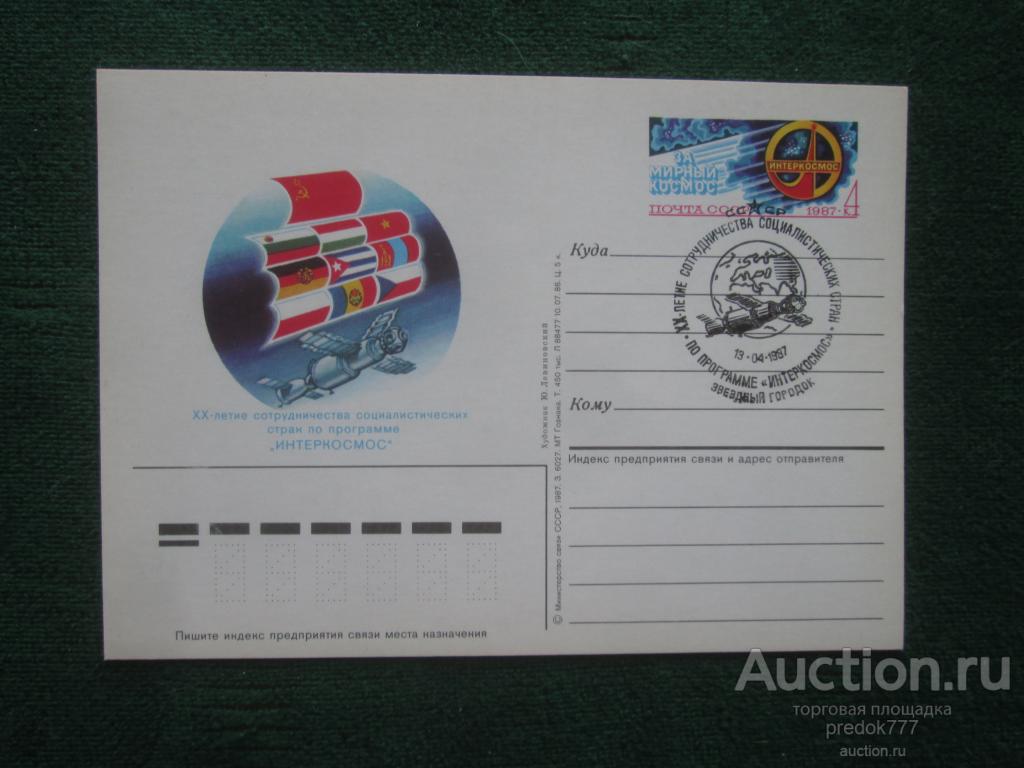 ЗА
МИРНЫЙ
КОСМОС
ИНТЕРКОСМОС
ПОЧТА СССР
1987·к
4
СССР
XX-ЛЕТИЕ СОТРУДНИЧЕСТВА СОЦИАЛИСТИЧЕСКИХ СТРАН
ПО ПРОГРАММЕ «ИНТЕРКОСМОС»
13-04-1987
ЗВЕЗДНЫЙ ГОРОДОК
Куда
Кому
XX-летие сотрудничества социалистических
стран по программе
„ИНТЕРКОСМОС“
Индекс предприятия связи и адрес отправителя
Художник Ю. Левиновский
© Министерство связи СССР, 1987. З. 6027. МТ Гознака. Т. 450 тыс. Л 88477 10. 07. 86. Ц. 5 к.
Пишите индекс предприятия связи места назначения
Auction.ru
торговая площадка
predok777
auction.ru